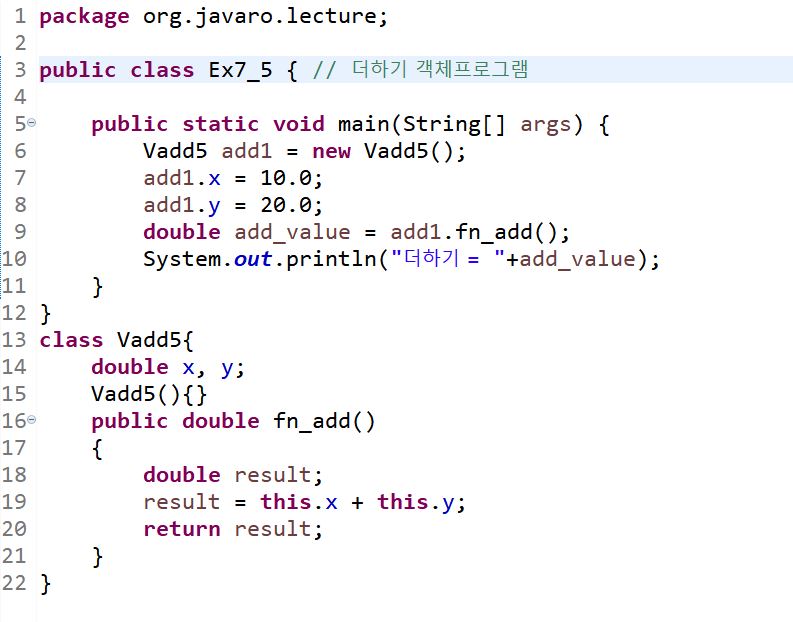 1 package org.javaro.lecture;
2
3 public class Ex7_5 { // 더하기 객체프로그램
4
5     public static void main(String[] args) {
6         Vadd5 add1 = new Vadd5();
7         add1.x = 10.0;
8         add1.y = 20.0;
9         double add_value = add1.fn_add();
10         System.out.println("더하기 = "+add_value);
11     }
12 }
13 class Vadd5{
14     double x, y;
15     Vadd5(){}
16     public double fn_add()
17     {
18         double result;
19         result = this.x + this.y;
20         return result;
21     }
22 }